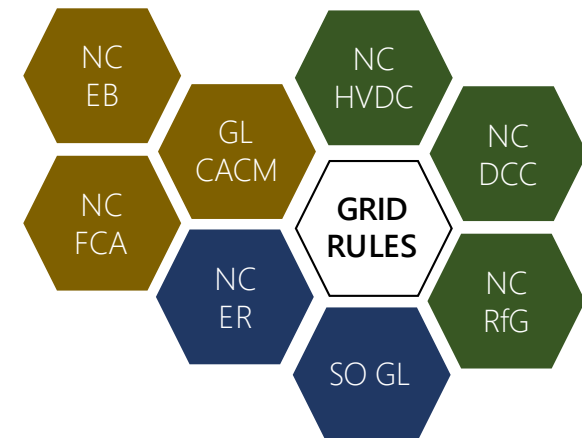 NC
EB
NC
HVDC
GL
CACM
NC
DCC
NC
FCA
GRID
RULES
NC
ER
NC
RfG
SO GL